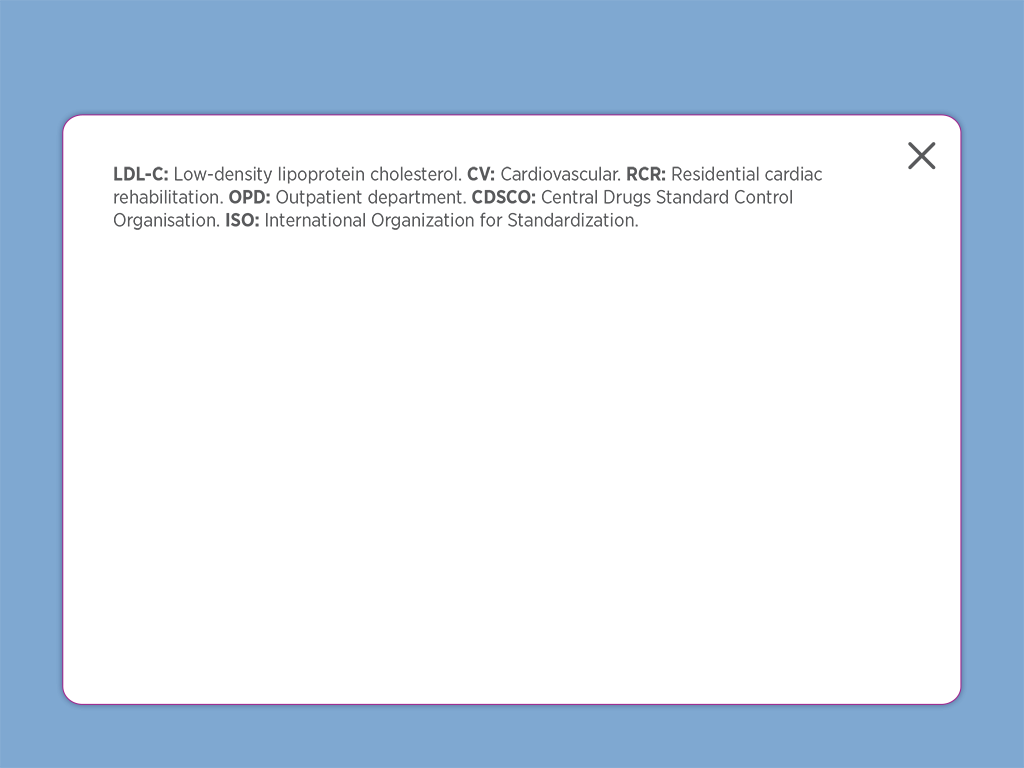 LDL-C: Low-density lipoprotein cholesterol. CV: Cardiovascular. RCR: Residential cardiac
rehabilitation. OPD: Outpatient department. CDSCO: Central Drugs Standard Control
Organisation. ISO: International Organization for Standardization.